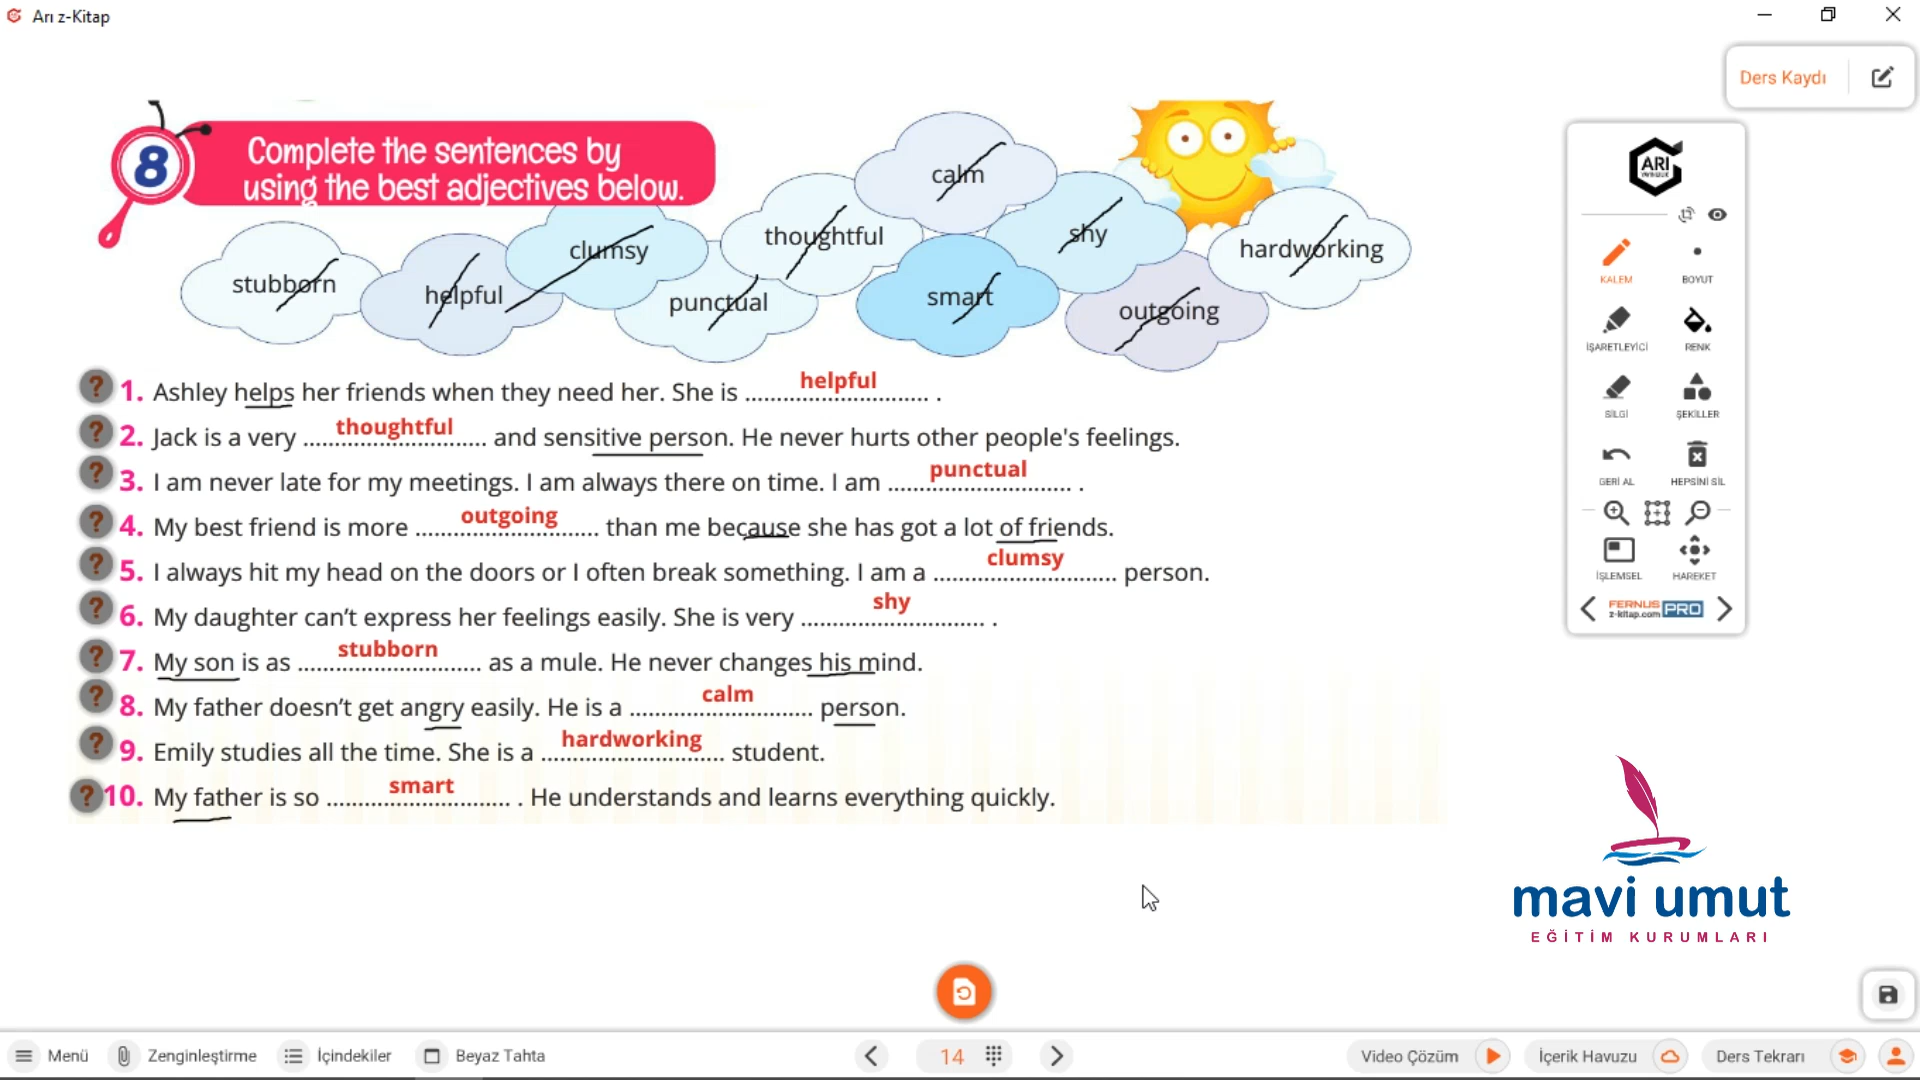 Arı z-Kitap
Ders Kaydı
8
Complete the sentences by
using the best adjectives below.
calm
thoughtful
shy
clumsy
hardworking
stubborn
helpful
punctual
smart
outgoing
? 1. Ashley helps her friends when they need her. She is helpful .
? 2. Jack is a very thoughtful and sensitive person. He never hurts other people's feelings.
? 3. I am never late for my meetings. I am always there on time. I am punctual .
? 4. My best friend is more outgoing than me because she has got a lot of friends.
? 5. I always hit my head on the doors or I often break something. I am a clumsy person.
? 6. My daughter can't express her feelings easily. She is very shy .
? 7. My son is as stubborn as a mule. He never changes his mind.
? 8. My father doesn't get angry easily. He is a calm person.
? 9. Emily studies all the time. She is a hardworking student.
? 10. My father is so smart . He understands and learns everything quickly.
ARI
YAYINCILIK
KALEM BOYUT
İŞARETLEYİCİ RENK
SİLGİ ŞEKİLLER
GERİ AL HEPSİNİ SİL
İŞLEMSEL HAREKET
FERNUS
z-kitap.com PRO
mavi umut
EĞİTİM KURUMLARI
Menü Zenginleştirme İçindekiler Beyaz Tahta 14 Video Çözüm İçerik Havuzu Ders Tekrarı